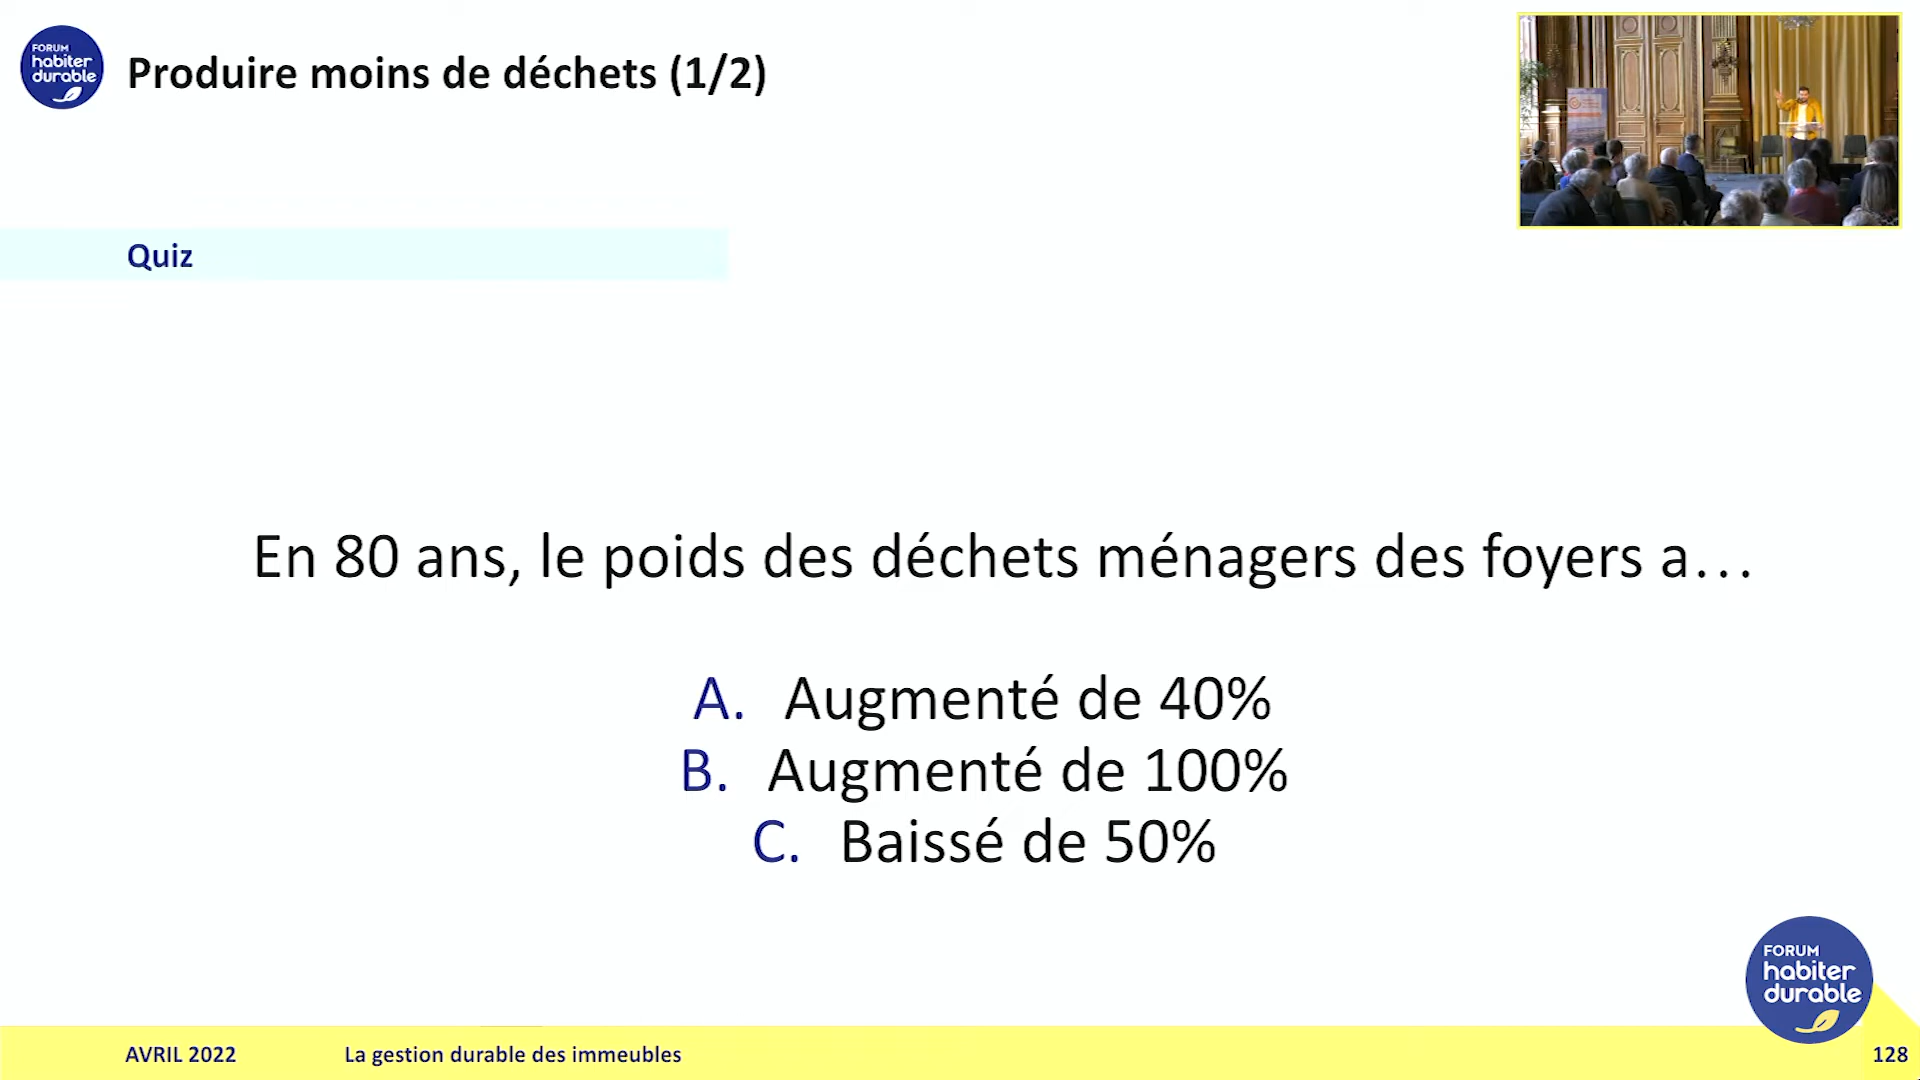 FORUM
habiter
durable
Produire moins de déchets (1/2)
Quiz
En 80 ans, le poids des déchets ménagers des foyers a…
A. Augmenté de 40%
B. Augmenté de 100%
C. Baissé de 50%
FORUM
habiter
durable
AVRIL 2022
La gestion durable des immeubles
128